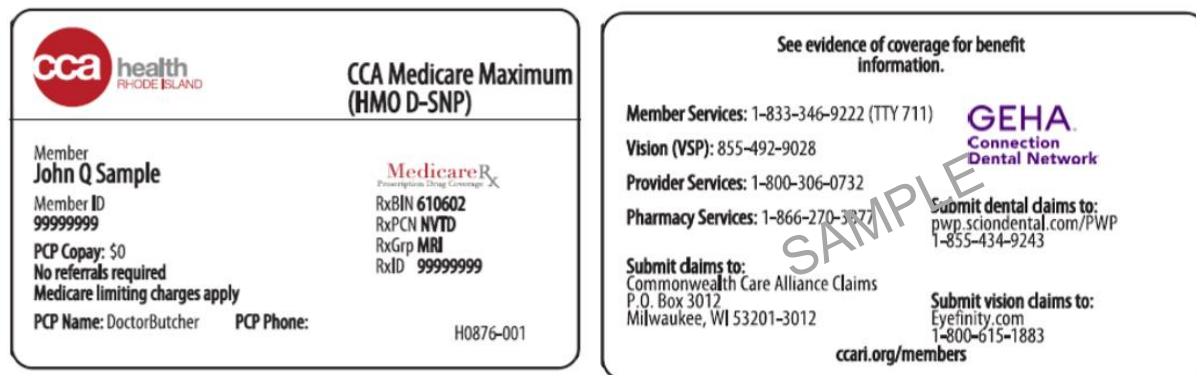 cca health
RHODE ISLAND
CCA Medicare Maximum
(HMO D-SNP)
Member
John Q Sample
Member ID
99999999
PCP Copay: $0
No referrals required
Medicare limiting charges apply
PCP Name: DoctorButcher PCP Phone:
MedicareRx
Prescription Drug Coverage
RxBIN 610602
RxPCN NVTD
RxGrp MRI
RxID 99999999
H0876-001
See evidence of coverage for benefit
information.
Member Services: 1-833-346-9222 (TTY 711)
Vision (VSP): 855-492-9028
Provider Services: 1-800-306-0732
Pharmacy Services:
Submit claims to:
Commonwealth Care Alliance Claims
P.O. Box 3012
Milwaukee, WI 53201-3012
GEHA
Connection
Dental Network
Submit dental claims to:
pwp.sciondental.com/PWP
1-855-434-9243
Submit vision claims to:
Eyefinity.com
1-800-615-1883
ccari.org/members
SAMPLE